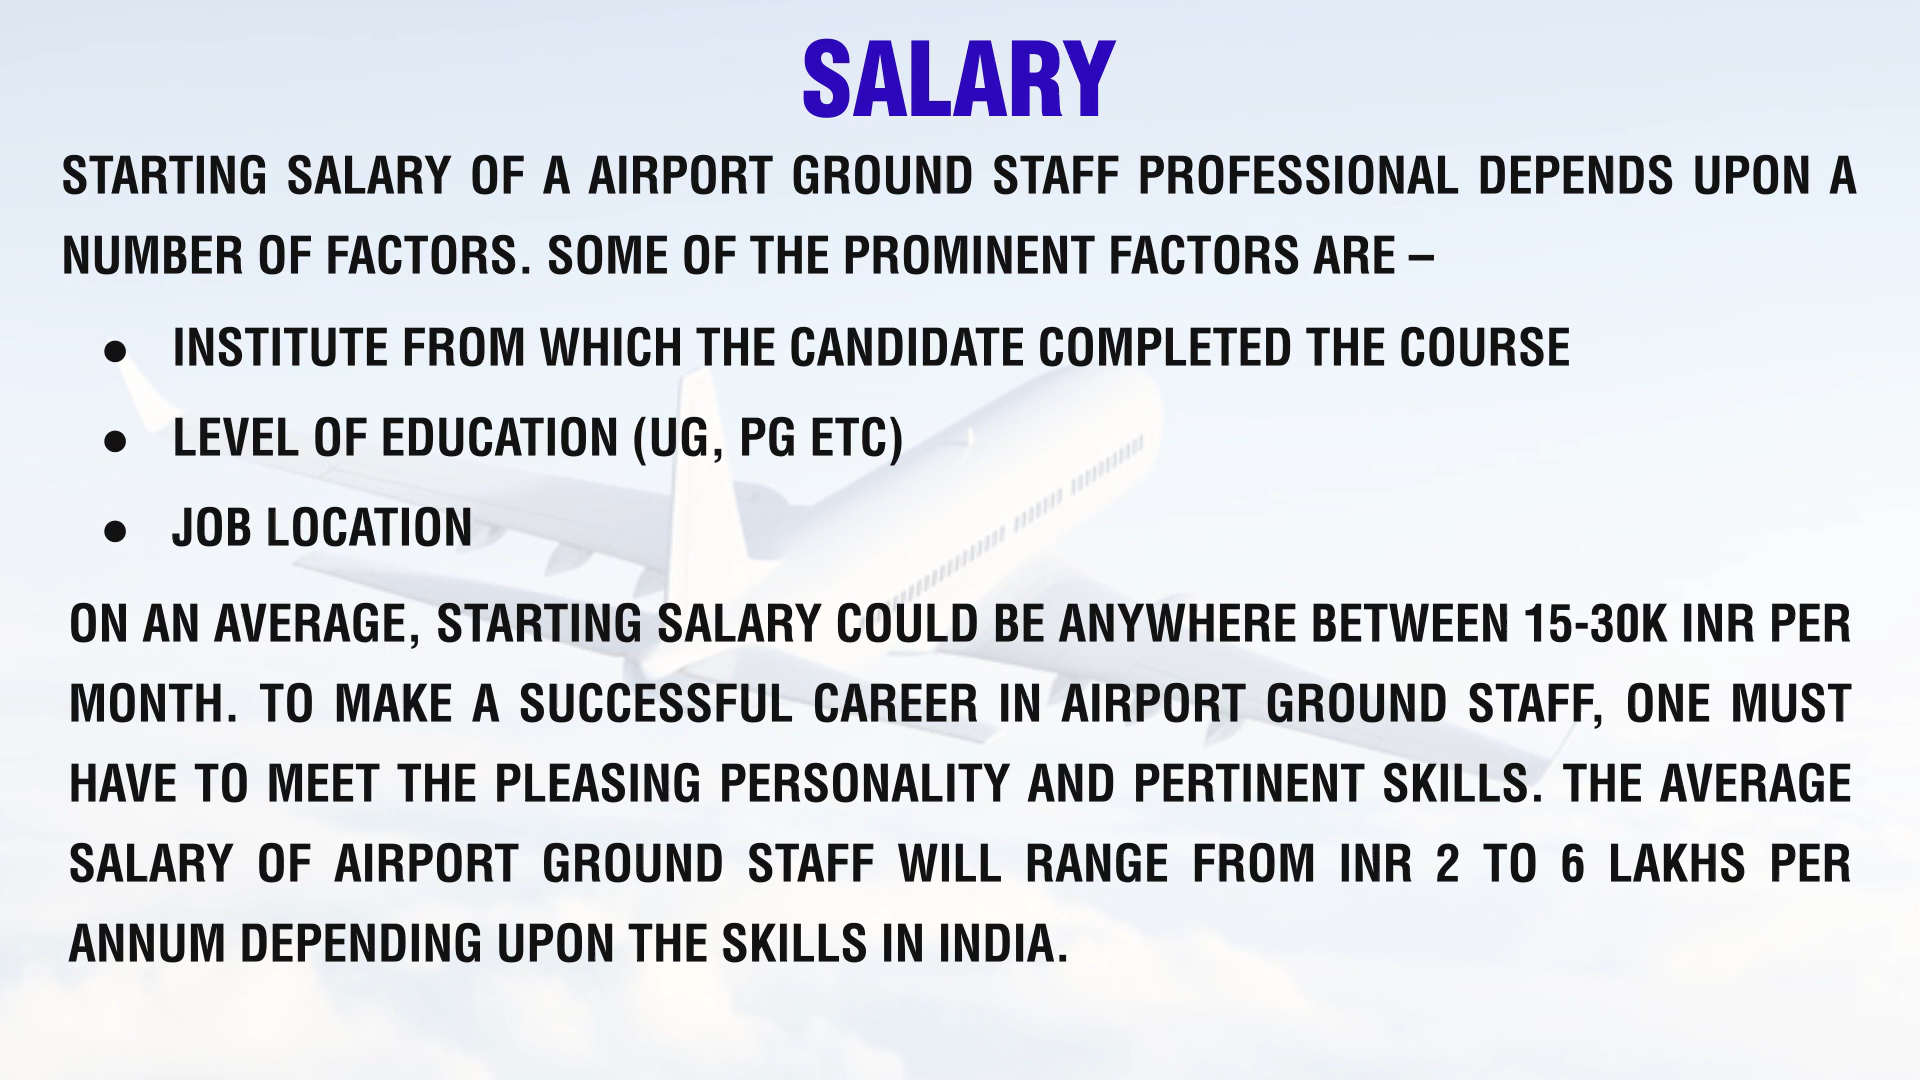 SALARY
STARTING SALARY OF A AIRPORT GROUND STAFF PROFESSIONAL DEPENDS UPON A
NUMBER OF FACTORS. SOME OF THE PROMINENT FACTORS ARE –
● INSTITUTE FROM WHICH THE CANDIDATE COMPLETED THE COURSE
● LEVEL OF EDUCATION (UG, PG ETC)
● JOB LOCATION
ON AN AVERAGE, STARTING SALARY COULD BE ANYWHERE BETWEEN 15-30K INR PER
MONTH. TO MAKE A SUCCESSFUL CAREER IN AIRPORT GROUND STAFF, ONE MUST
HAVE TO MEET THE PLEASING PERSONALITY AND PERTINENT SKILLS. THE AVERAGE
SALARY OF AIRPORT GROUND STAFF WILL RANGE FROM INR 2 TO 6 LAKHS PER
ANNUM DEPENDING UPON THE SKILLS IN INDIA.